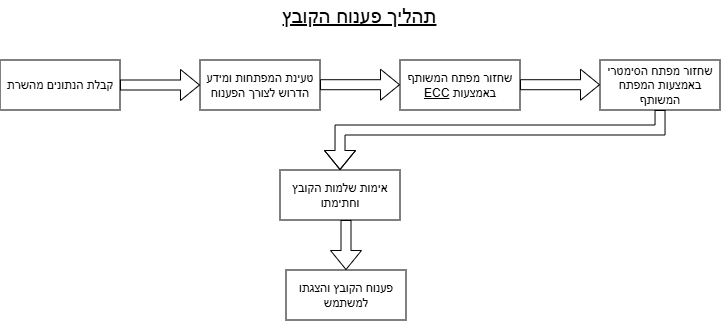 תהליך פענוח הקובץ
קבלת הנתונים מהשרת
טעינת המפתחות ומידע
הדרוש לצורך הפענוח
שחזור מפתח המשותף
באמצעות ECC
שחזור מפתח הסימטרי
באמצעות המפתח
המשותף
אימות שלמות הקובץ
וחתימתו
פענוח הקובץ והצגתו
למשתמש